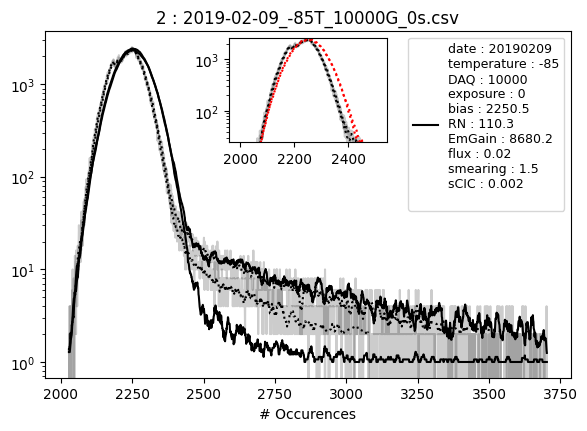 2 : 2019-02-09_-85T_10000G_0s.csv
date : 20190209
temperature : -85
DAQ : 10000
exposure : 0
bias : 2250.5
RN : 110.3
EmGain : 8680.2
flux : 0.02
smearing : 1.5
sCIC : 0.002
10³
10²
2000 2200 2400
10³
10²
10¹
10⁰
2000 2250 2500 2750 3000 3250 3500 3750
# Occurences